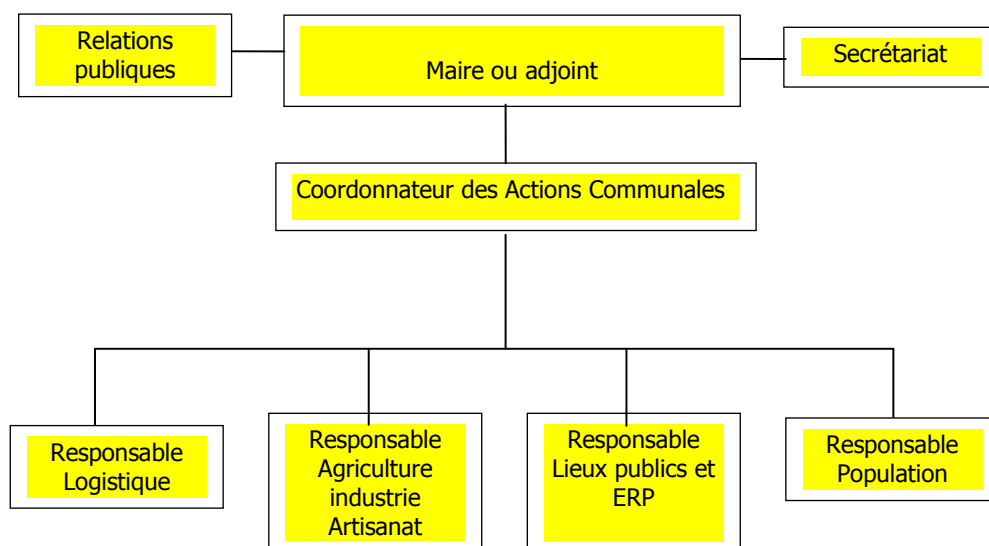 Relations
publiques
Maire ou adjoint
Secrétariat
Coordonnateur des Actions Communales
Responsable
Logistique
Responsable
Agriculture
industrie
Artisanat
Responsable
Lieux publics et
ERP
Responsable
Population